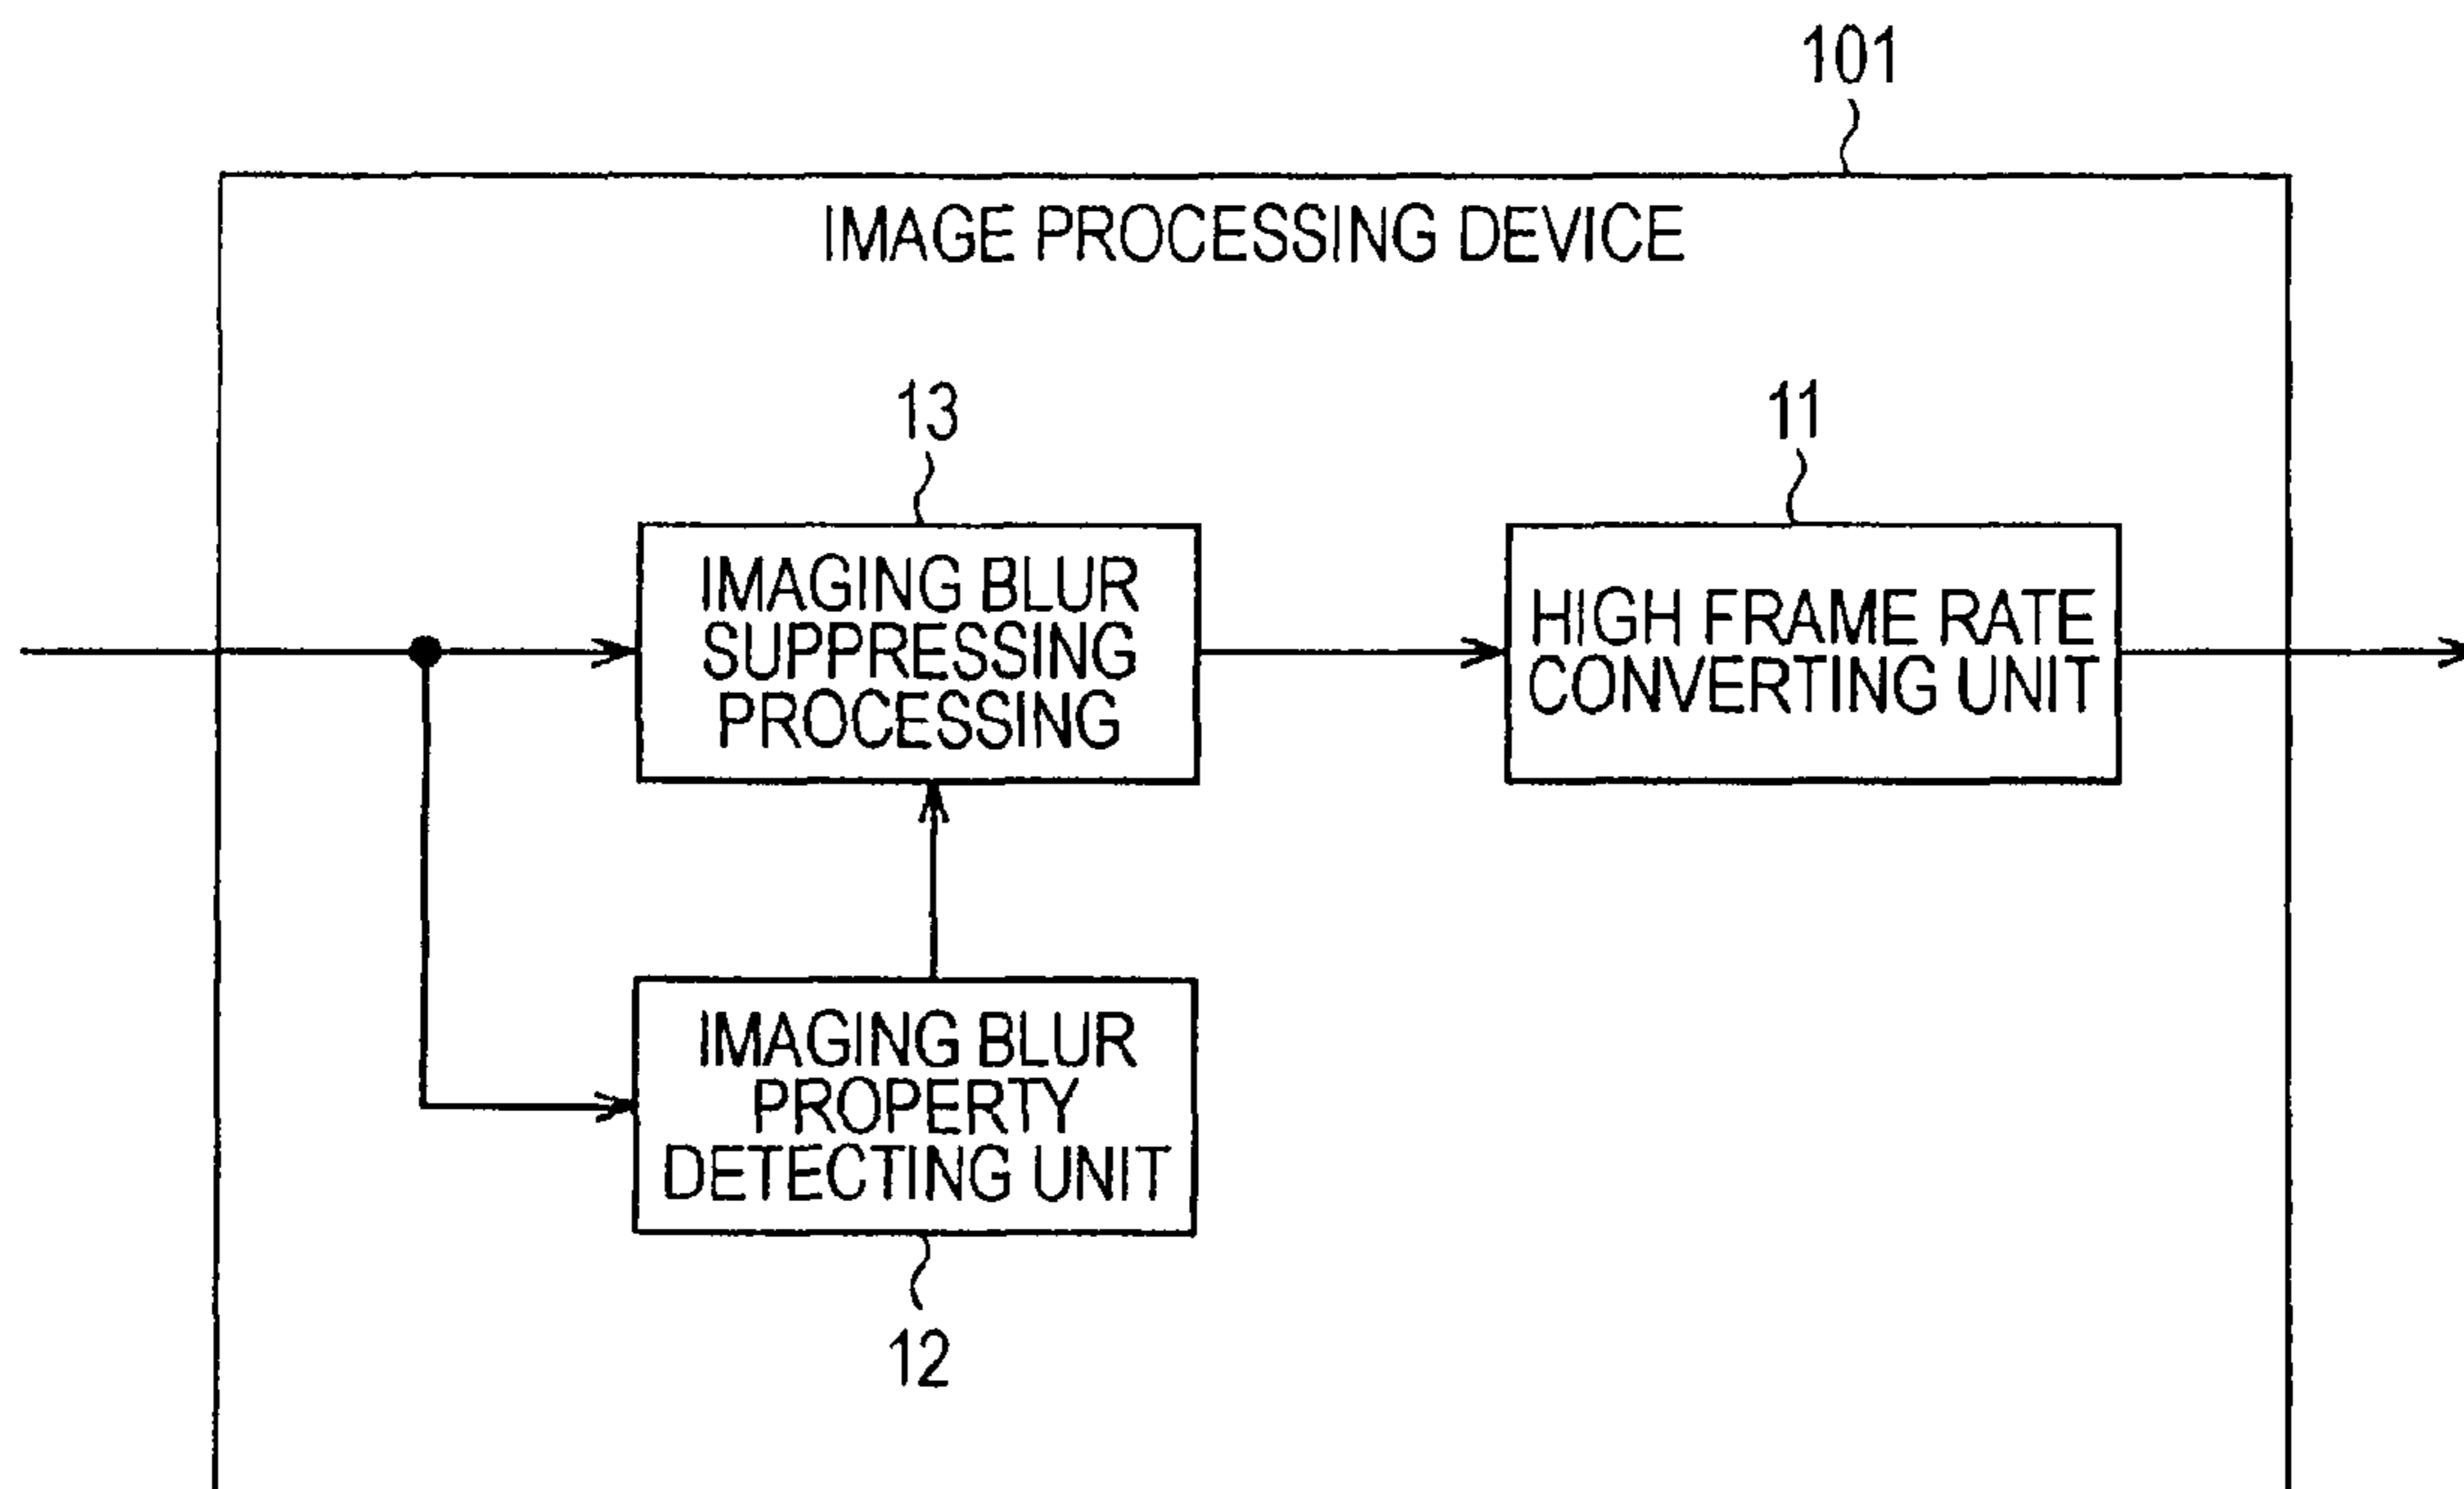 101
IMAGE PROCESSING DEVICE
13
11
IMAGING BLUR
SUPPRESSING
PROCESSING
HIGH FRAME RATE
CONVERTING UNIT
IMAGING BLUR
PROPERTY
DETECTING UNIT
12